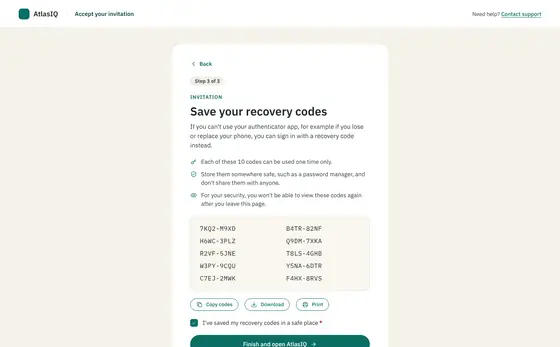 AtlasIQ
Accept your invitation
Need help? Contact support
Back
Step 3 of 3
INVITATION
Save your recovery codes
If you can't use your authenticator app, for example if you lose
or replace your phone, you can sign in with a recovery code
instead.
Each of these 10 codes can be used one time only.
Store them somewhere safe, such as a password manager, and
don't share them with anyone.
For your security, you won't be able to view these codes again
after you leave this page.
7KQ2-M9XD B4TR-82NF
H6WC-3PLZ Q9DM-7XKA
R2VF-5JNE T8LS-4GHB
W3PY-9CQU Y5NA-6DTR
C7EJ-2MWK F4HX-8RVS
Copy codes Download Print
I've saved my recovery codes in a safe place *
Finish and open AtlasIQ →